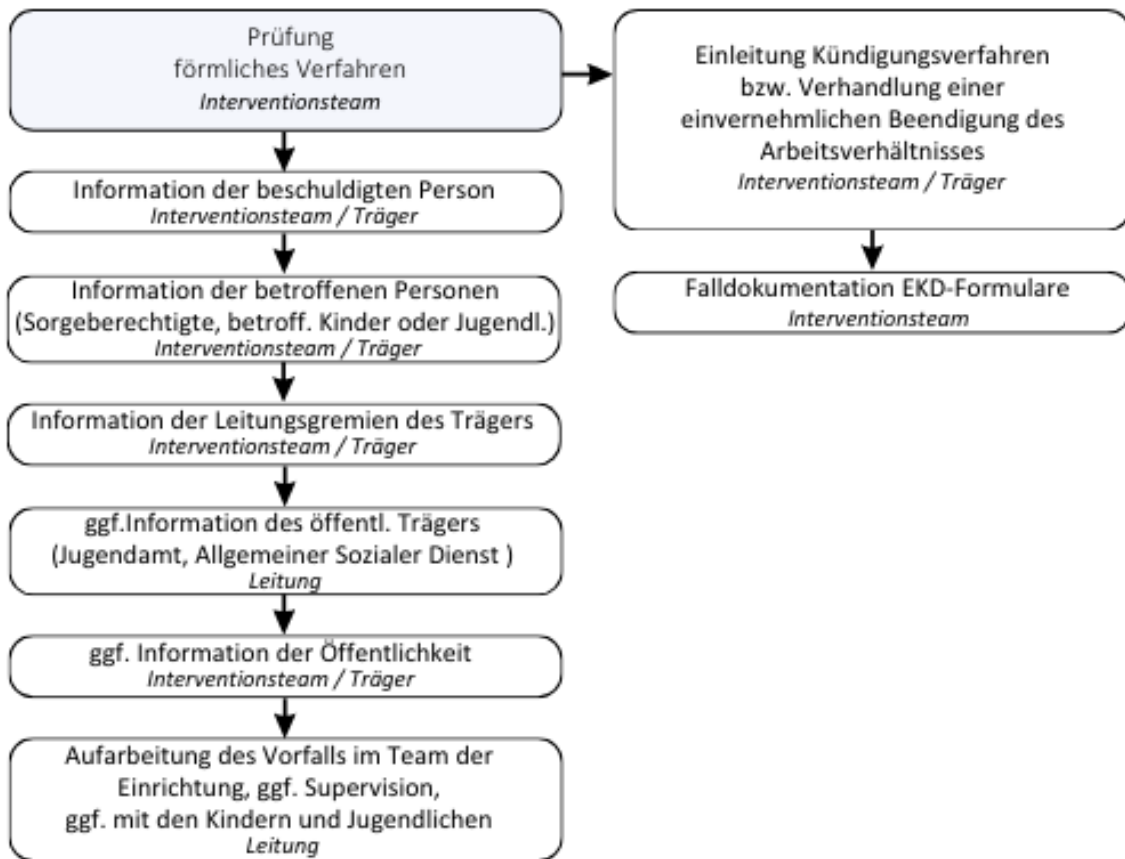 Prüfung
förmliches Verfahren
Interventionsteam
Einleitung Kündigungsverfahren
bzw. Verhandlung einer
einvernehmlichen Beendigung des
Arbeitsverhältnisses
Interventionsteam / Träger
Information der beschuldigten Person
Interventionsteam / Träger
Information der betroffenen Personen
(Sorgeberechtigte, betroff. Kinder oder Jugendl.)
Interventionsteam / Träger
Falldokumentation EKD-Formulare
Interventionsteam
Information der Leitungsgremien des Trägers
Interventionsteam / Träger
ggf.Information des öffentl. Trägers
(Jugendamt, Allgemeiner Sozialer Dienst )
Leitung
ggf. Information der Öffentlichkeit
Interventionsteam / Träger
Aufarbeitung des Vorfalls im Team der
Einrichtung, ggf. Supervision,
ggf. mit den Kindern und Jugendlichen
Leitung